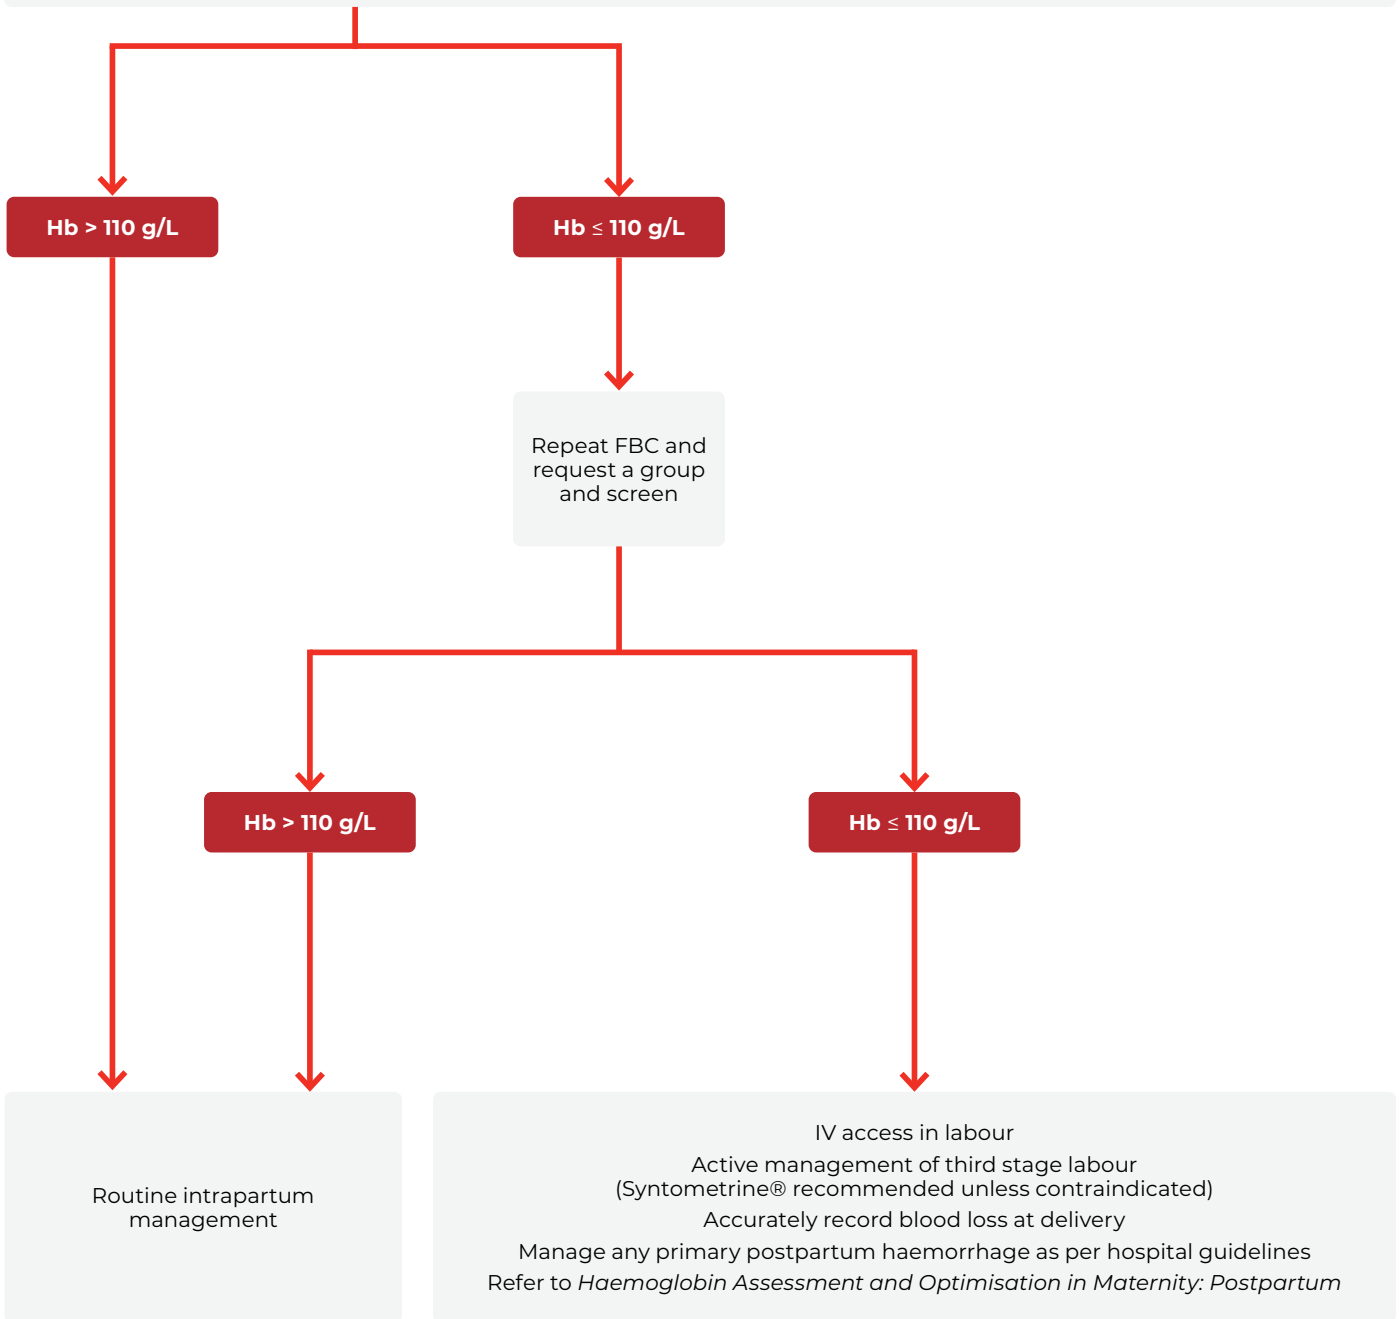 Hb > 110 g/L
Hb ≤ 110 g/L
Repeat FBC and
request a group
and screen
Hb > 110 g/L
Hb ≤ 110 g/L
Routine intrapartum
management
IV access in labour
Active management of third stage labour
(Syntometrine® recommended unless contraindicated)
Accurately record blood loss at delivery
Manage any primary postpartum haemorrhage as per hospital guidelines
Refer to Haemoglobin Assessment and Optimisation in Maternity: Postpartum